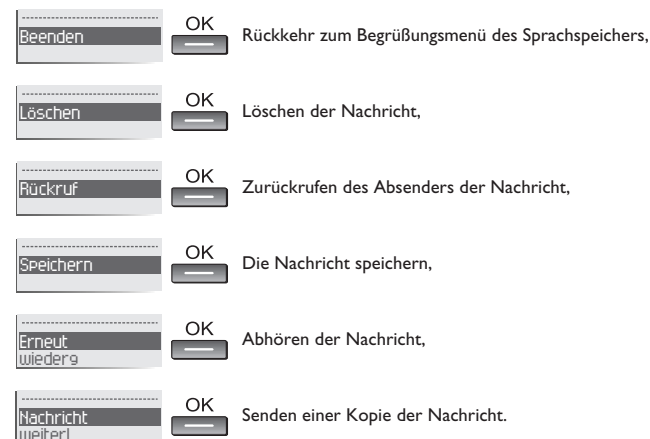 Beenden OK Rückkehr zum Begrüßungsmenü des Sprachspeichers,
Löschen OK Löschen der Nachricht,
Rückruf OK Zurückrufen des Absenders der Nachricht,
Speichern OK Die Nachricht speichern,
Erneut OK Abhören der Nachricht,
wiederg
Nachricht OK Senden einer Kopie der Nachricht.
weiterl